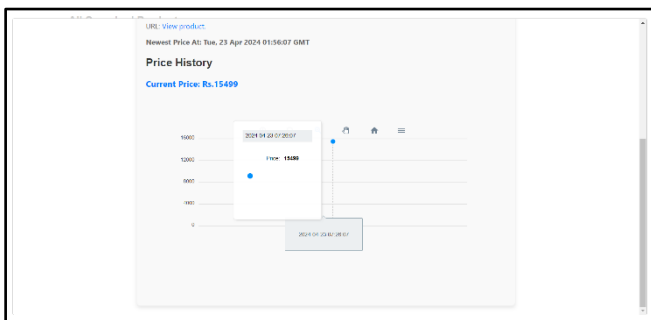 URL: View product.
Newest Price At: Tue, 23 Apr 2024 01:56:07 GMT
Price History
Current Price: Rs.15499
2024 04 23 07:26:07
Price: 15499
16000
12000
8000
4000
0
2024 04 23 07:26:07